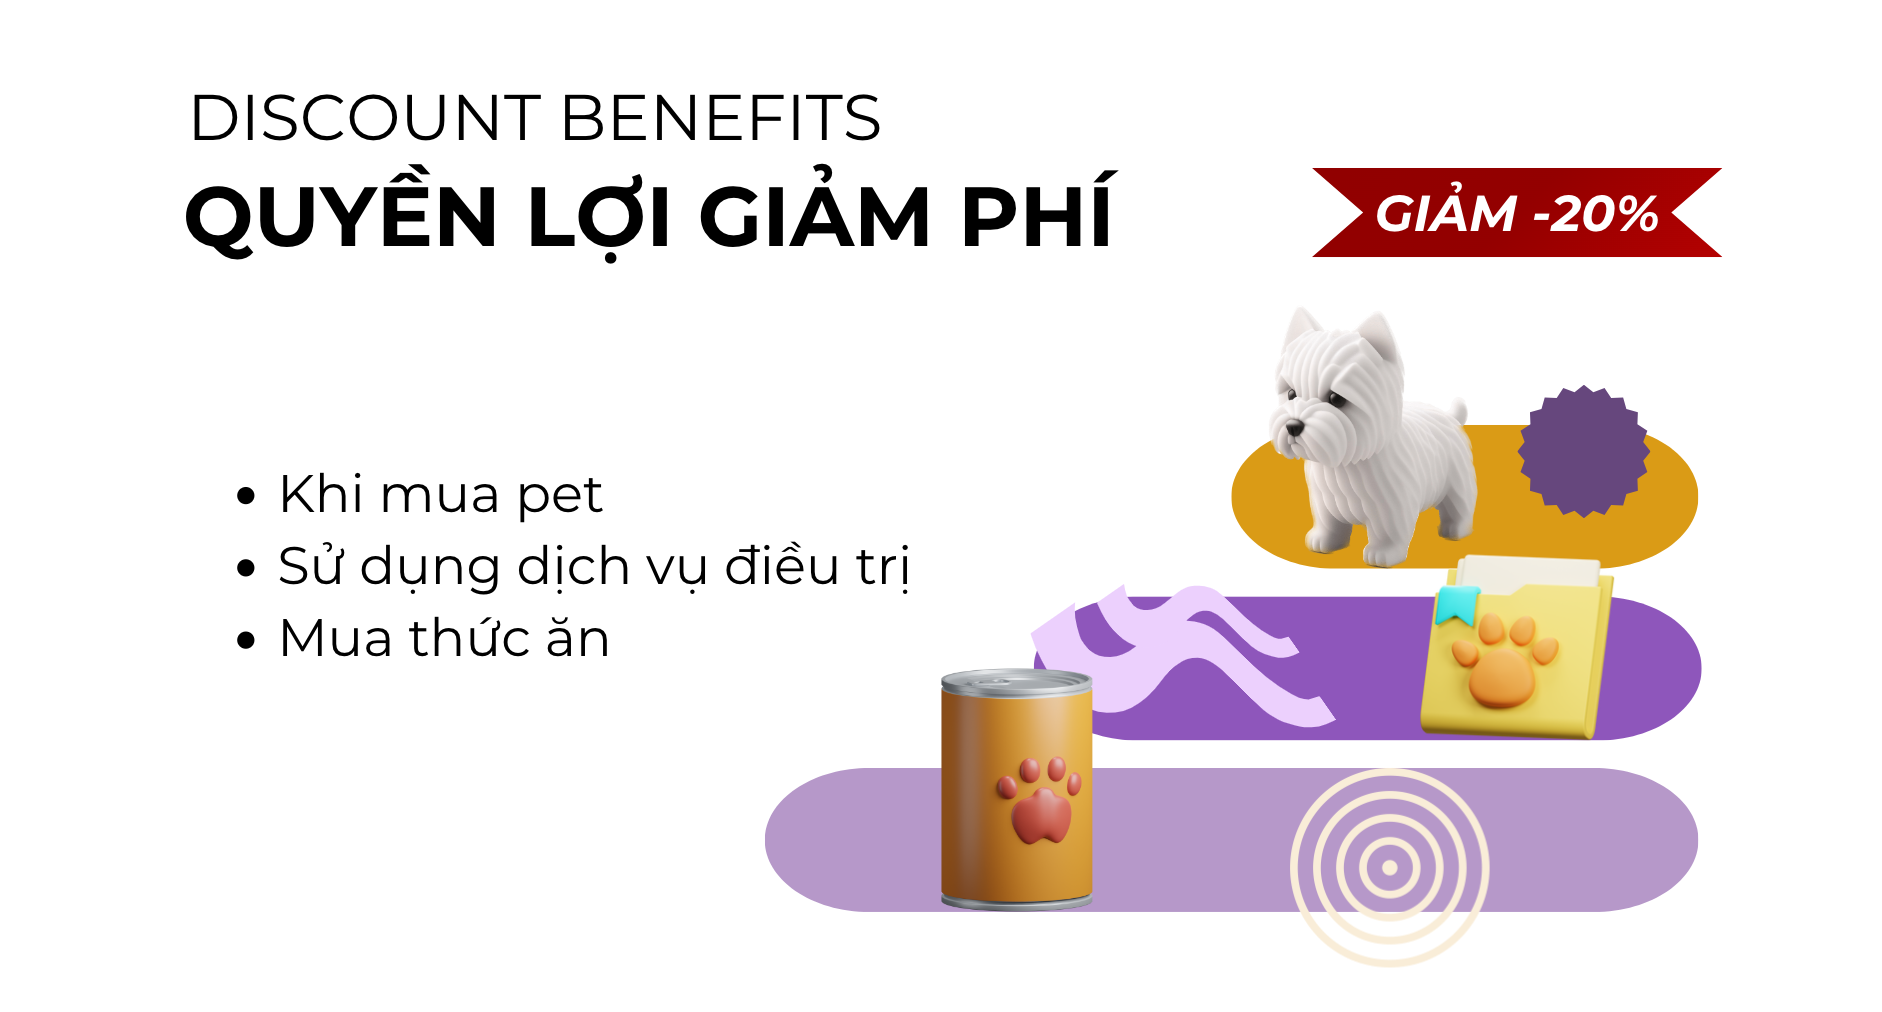 DISCOUNT BENEFITS
QUYỀN LỢI GIẢM PHÍ
GIẢM -20%
Khi mua pet
Sử dụng dịch vụ điều trị
Mua thức ăn